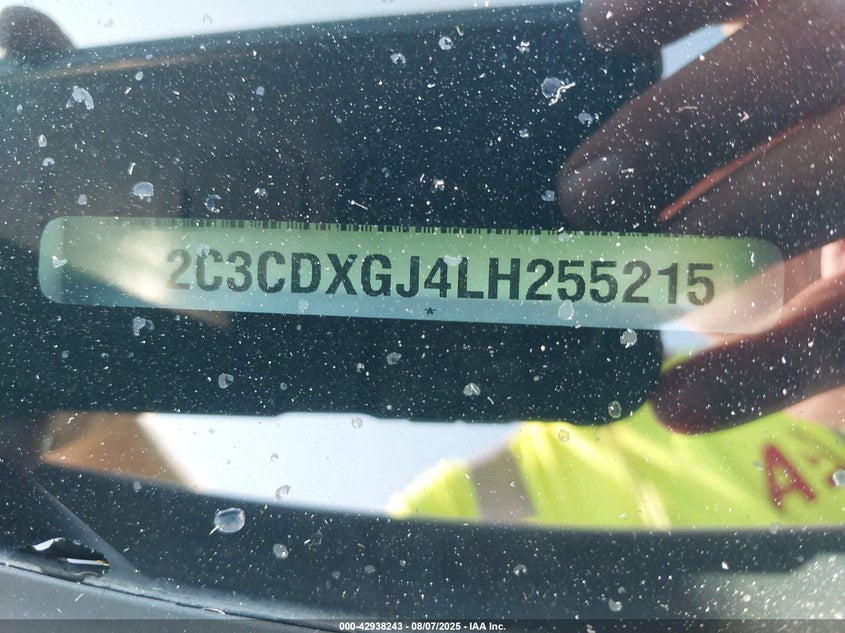 2C3CDXGJ4LH255215
*
A
000-42938243 - 08/07/2025 - IAA Inc.